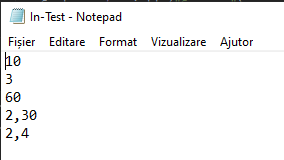 In-Test - Notepad
Fișier Editare Format Vizualizare Ajutor
10
3
60
2,30
2,4